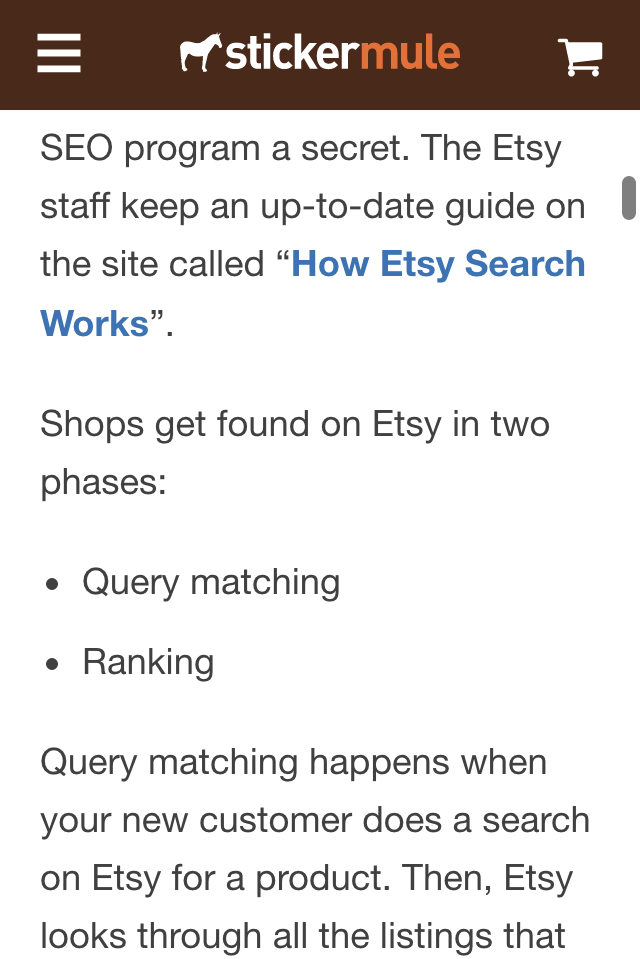 stickermule
SEO program a secret. The Etsy
staff keep an up-to-date guide on
the site called “How Etsy Search
Works”.
Shops get found on Etsy in two
phases:
• Query matching
• Ranking
Query matching happens when
your new customer does a search
on Etsy for a product. Then, Etsy
looks through all the listings that